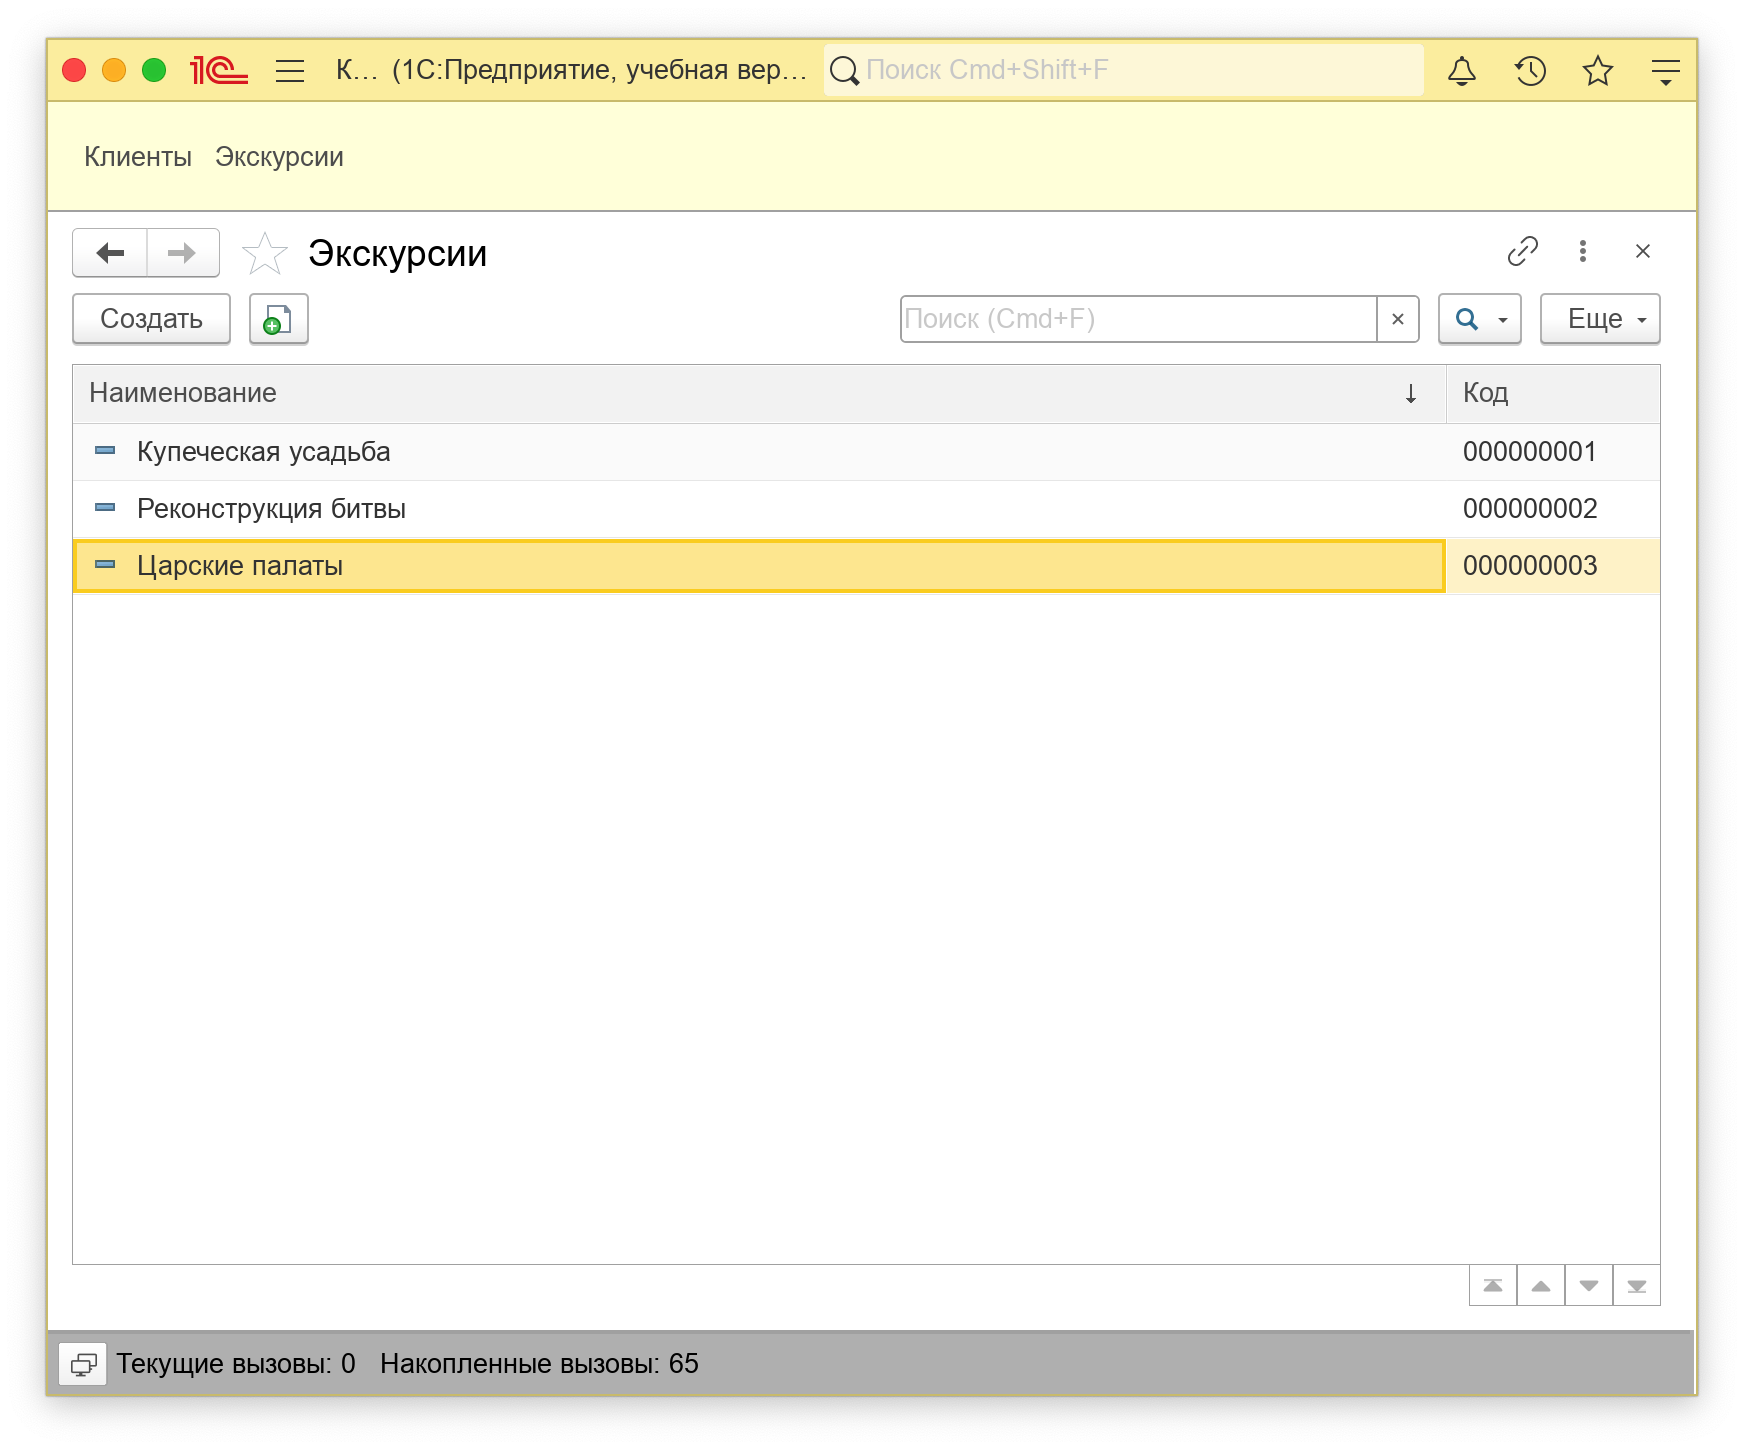 1С К... (1С:Предприятие, учебная вер... Поиск Cmd+Shift+F
Клиенты Экскурсии
Экскурсии
Создать Поиск (Cmd+F) × Еще
Наименование ↓ Код
Купеческая усадьба 000000001
Реконструкция битвы 000000002
Царские палаты 000000003
Текущие вызовы: 0 Накопленные вызовы: 65